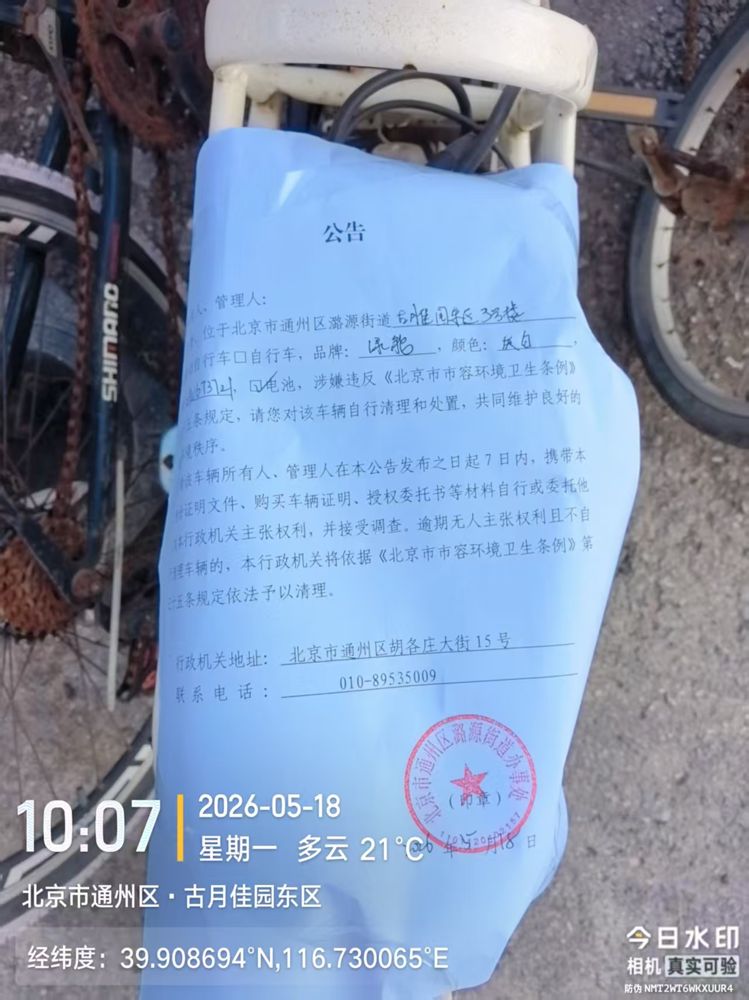 SHIMANO
公告
人、管理人：
位于北京市通州区潞源街道古月佳园东区3号楼
自行车□自行车，品牌：绿能，颜色：灰白，
673721，☑电池，涉嫌违反《北京市市容环境卫生条例》
五条规定，请您对该车辆自行清理和处置，共同维护良好的
境秩序。
该车辆所有人、管理人在本公告发布之日起7日内，携带本
证明文件、购买车辆证明、授权委托书等材料自行或委托他
本行政机关主张权利，并接受调查。逾期无人主张权利且不自
理车辆的，本行政机关将依据《北京市市容环境卫生条例》第
十五条规定依法予以清理。
行政机关地址：北京市通州区胡各庄大街15号
联系电话：010-89535009
北京市通州区潞源街道办事处
（印章）
2026年5月18日
10:07
2026-05-18
星期一 多云 21℃
北京市通州区·古月佳园东区
经纬度：39.908694°N,116.730065°E
今日水印
相机 真实可验
防伪 NMT2WT6WKXUUR4